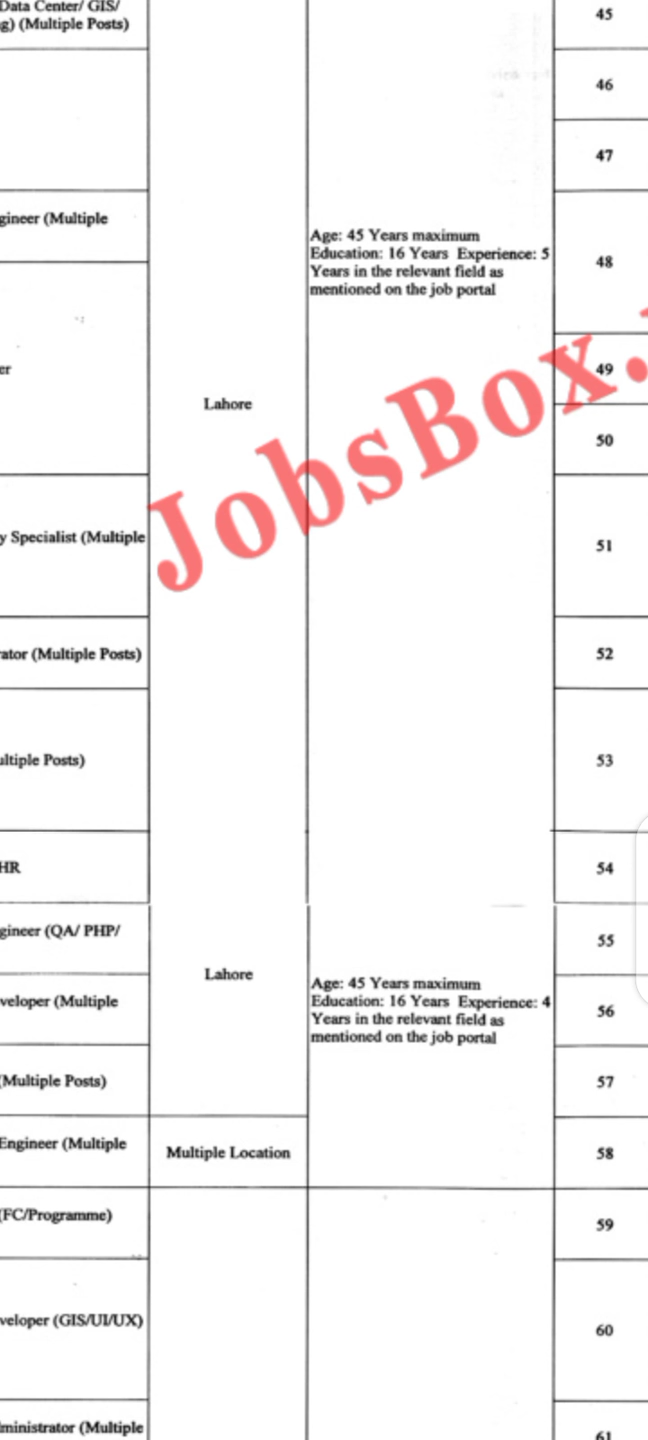 Data Center/ GIS/
g) (Multiple Posts)
45
46
47
gineer (Multiple
Age: 45 Years maximum
Education: 16 Years Experience: 5
Years in the relevant field as
mentioned on the job portal
48
er
49
Lahore
JobsBox.
50
y Specialist (Multiple
51
rator (Multiple Posts)
52
ultiple Posts)
53
HR
54
gineer (QA/ PHP/
55
Lahore
Age: 45 Years maximum
Education: 16 Years Experience: 4
Years in the relevant field as
mentioned on the job portal
veloper (Multiple
56
(Multiple Posts)
57
Engineer (Multiple
Multiple Location
58
(FC/Programme)
59
veloper (GIS/UI/UX)
60
ministrator (Multiple
61